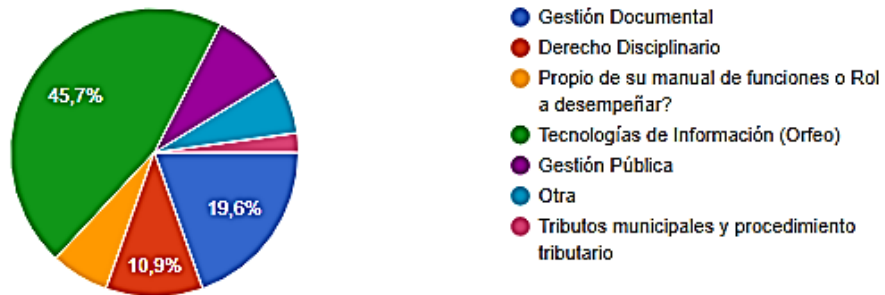 45,7%
19,6%
10,9%
Gestión Documental
Derecho Disciplinario
Propio de su manual de funciones o Rol
a desempeñar?
Tecnologías de Información (Orfeo)
Gestión Pública
Otra
Tributos municipales y procedimiento
tributario